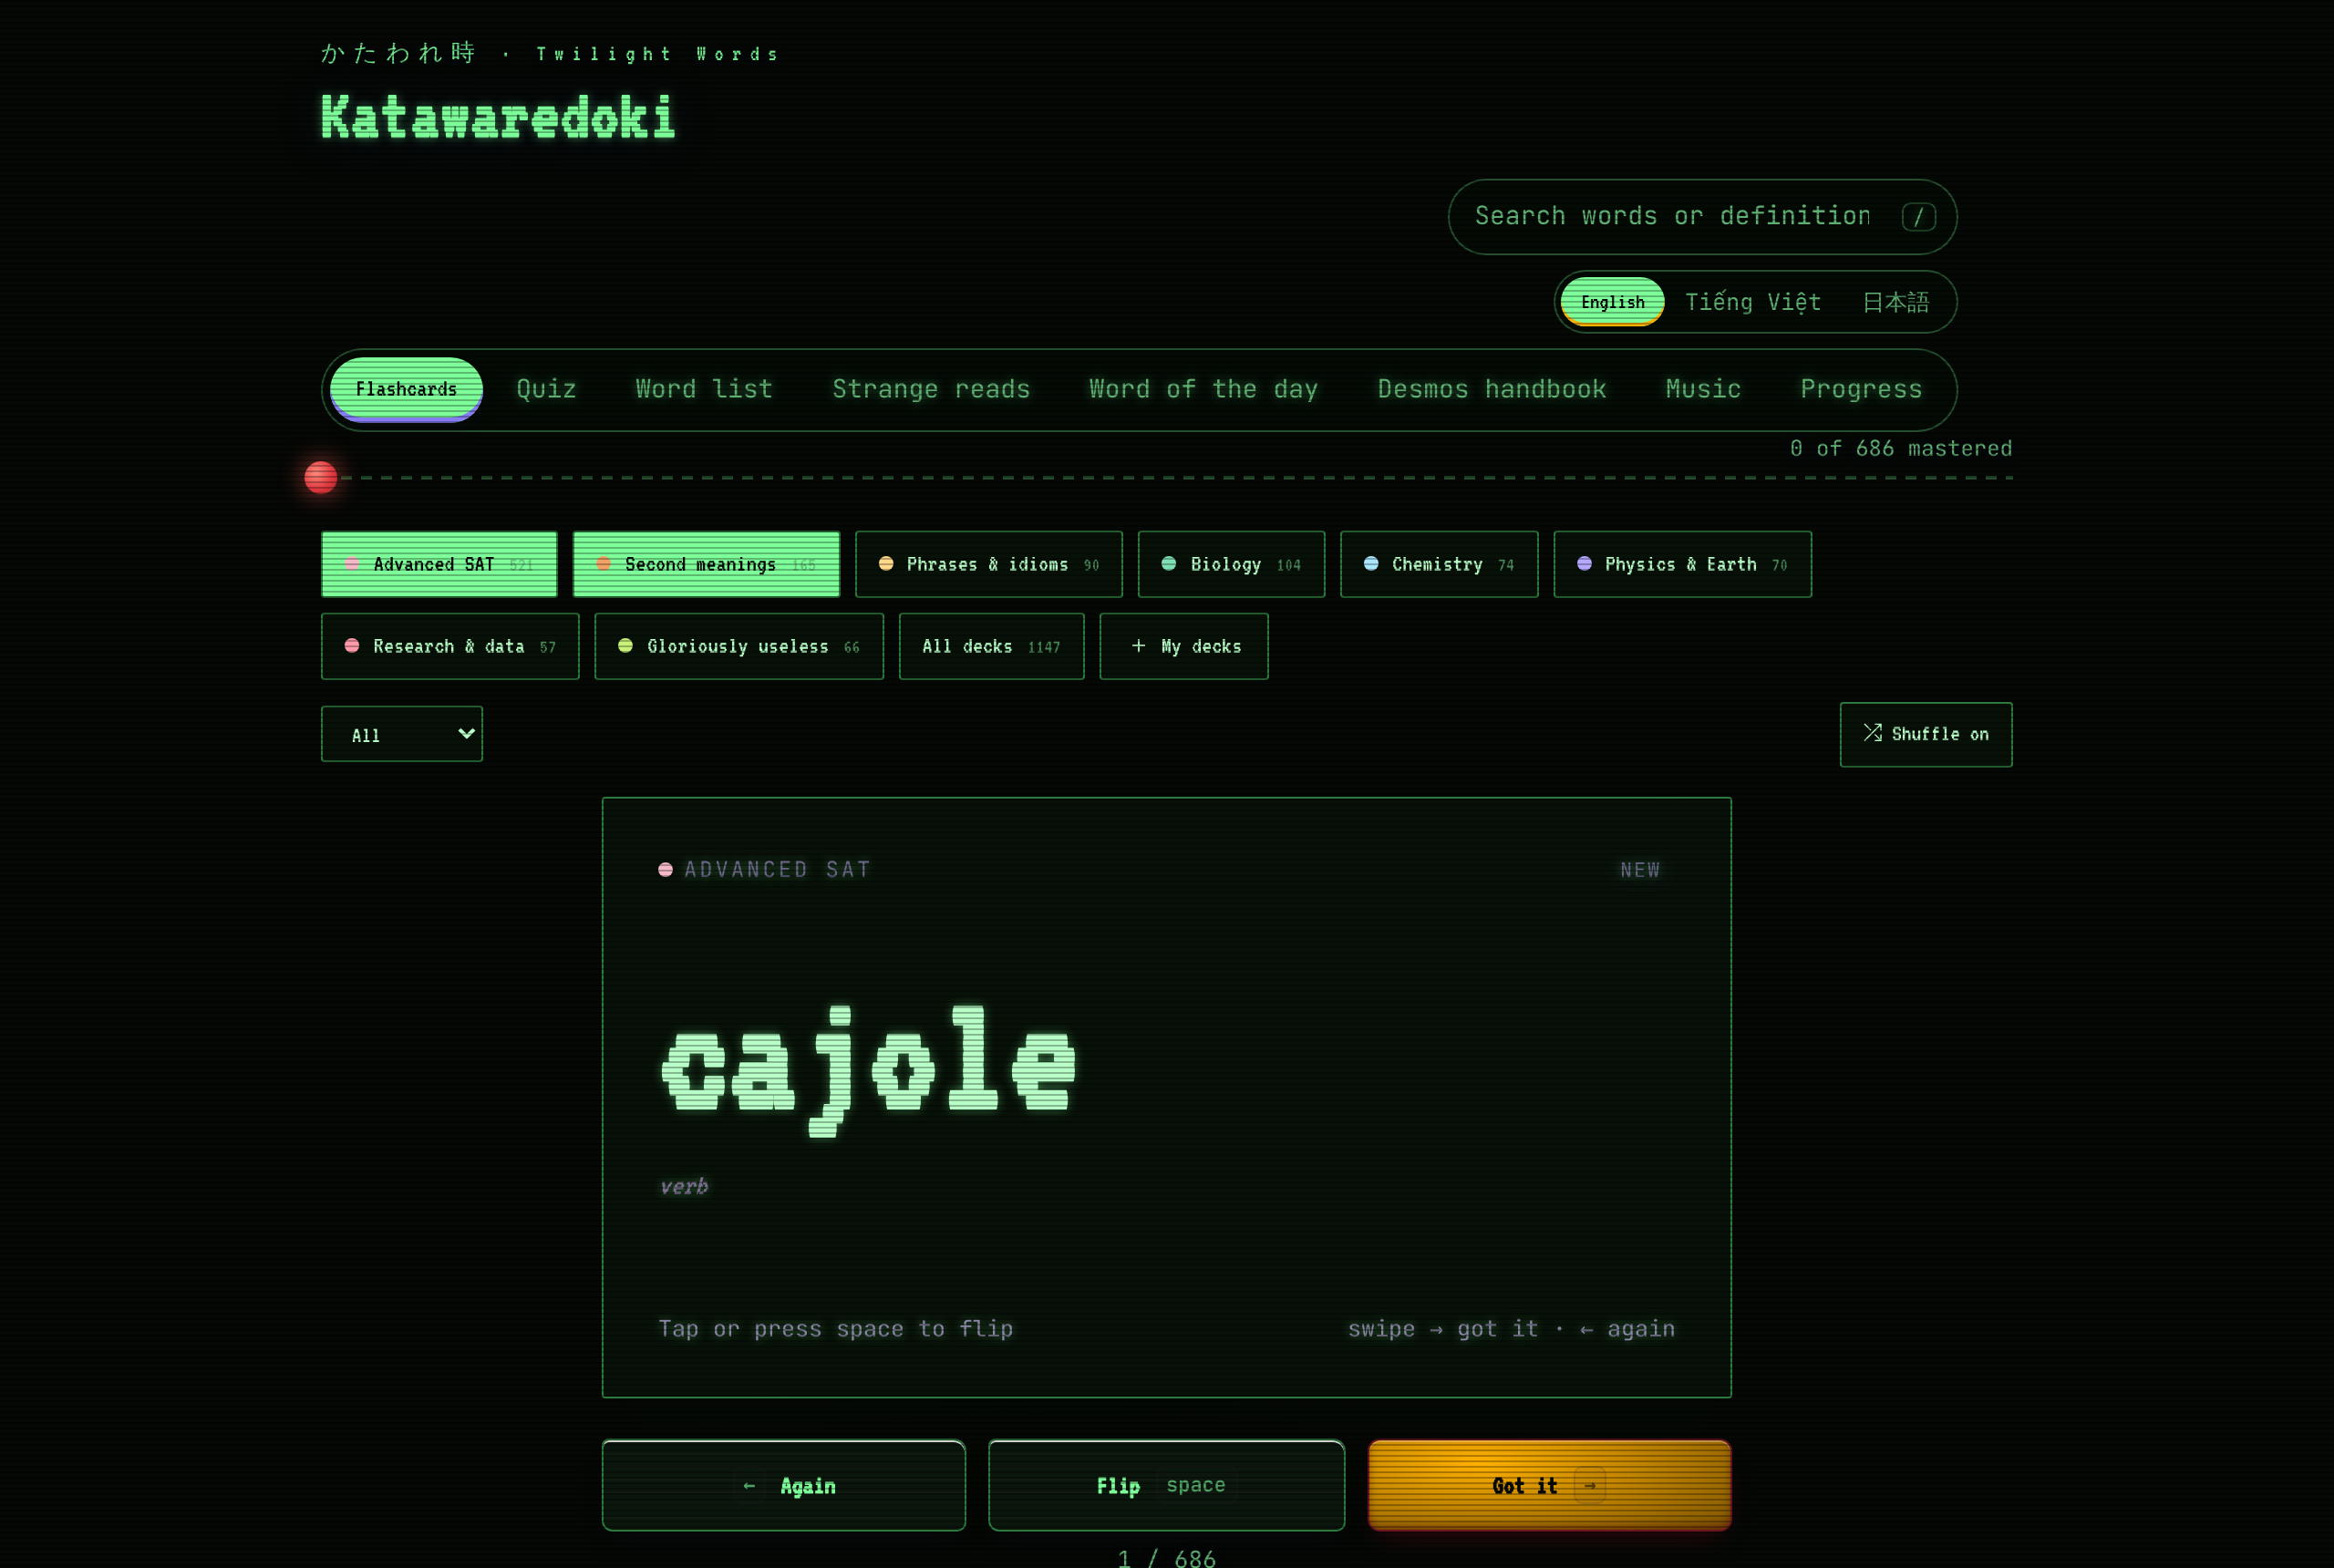 かたわれ時 · Twilight Words
Katawaredoki
Search words or definition /
English Tiếng Việt 日本語
Flashcards Quiz Word list Strange reads Word of the day Desmos handbook Music Progress
0 of 686 mastered
Advanced SAT 521 Second meanings 165 Phrases & idioms 90 Biology 104 Chemistry 74 Physics & Earth 70
Research & data 57 Gloriously useless 66 All decks 1147 + My decks
All Shuffle on
ADVANCED SAT NEW
cajole
verb
Tap or press space to flip swipe → got it · ← again
← Again Flip space Got it →
1 / 686